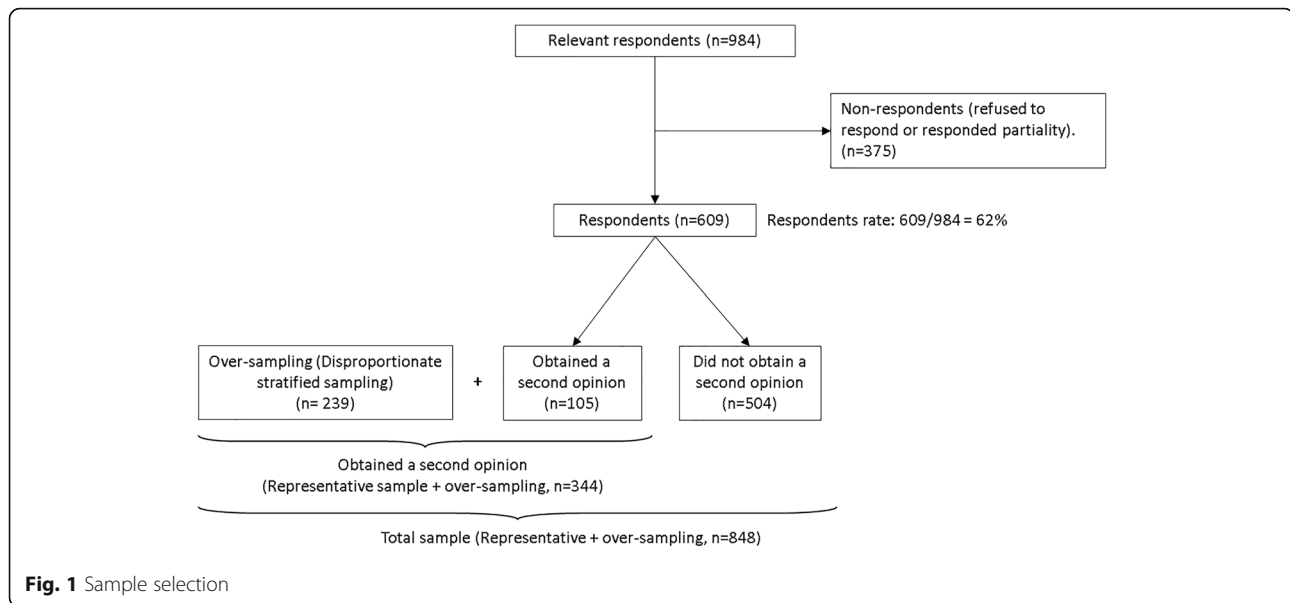 Relevant respondents (n=984)
Non-respondents (refused to
respond or responded partiality).
(n=375)
Respondents (n=609)
Respondents rate: 609/984 = 62%
Over-sampling (Disproportionate
stratified sampling)
(n= 239)
+
Obtained a
second opinion
(n=105)
Did not obtain a
second opinion
(n=504)
Obtained a second opinion
(Representative sample + over-sampling, n=344)
Total sample (Representative + over-sampling, n=848)
Fig. 1 Sample selection